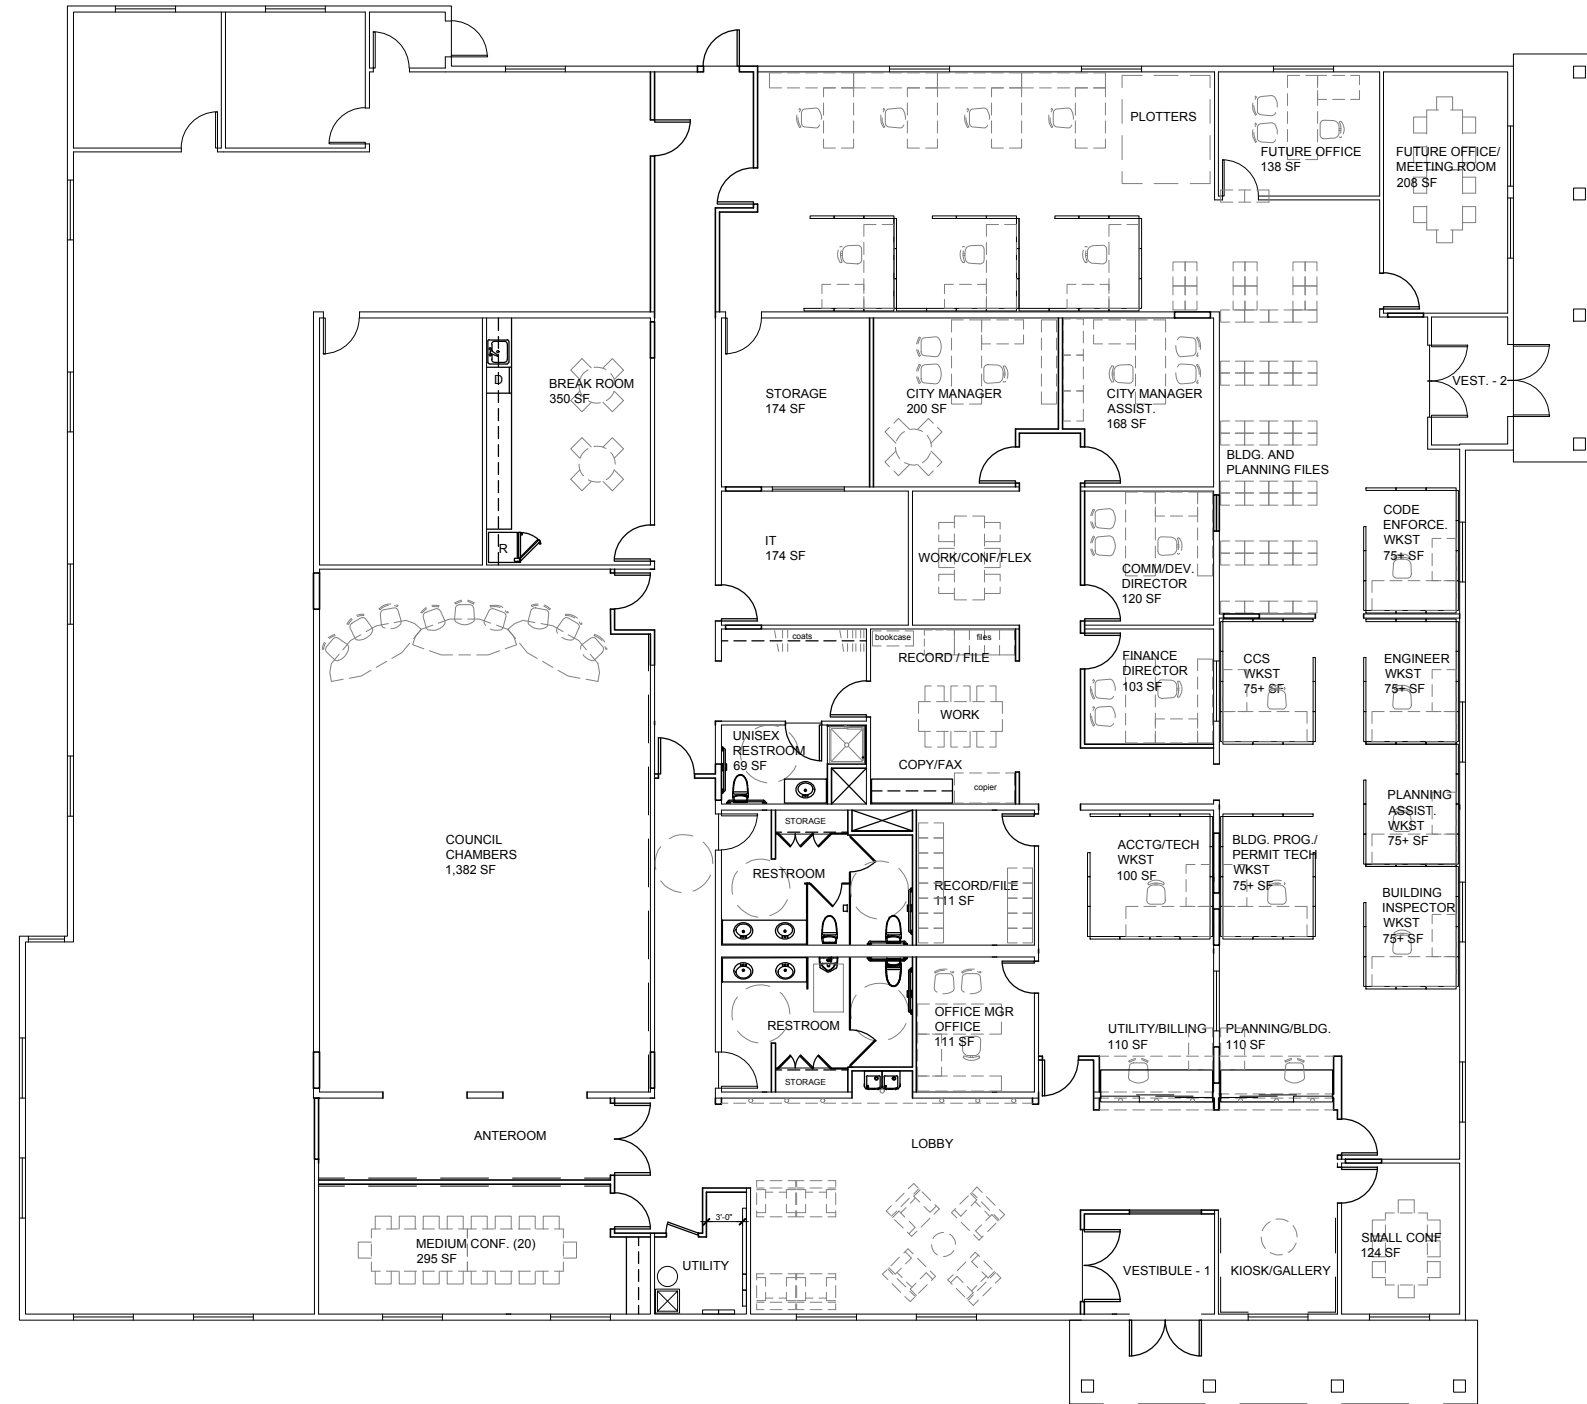 PLOTTERS
FUTURE OFFICE
138 SF
FUTURE OFFICE/
MEETING ROOM
208 SF
BREAK ROOM
350 SF
D
R
STORAGE
174 SF
CITY MANAGER
200 SF
CITY MANAGER
ASSIST.
168 SF
VEST. - 2
BLDG. AND
PLANNING FILES
IT
174 SF
WORK/CONF/FLEX
COMM/DEV.
DIRECTOR
120 SF
CODE
ENFORCE.
WKST
75+ SF
coats
bookcase
files
RECORD / FILE
FINANCE
DIRECTOR
103 SF
CCS
WKST
75+ SF
ENGINEER
WKST
75+ SF
WORK
UNISEX
RESTROOM
69 SF
COPY/FAX
copier
PLANNING
ASSIST.
WKST
75+ SF
COUNCIL
CHAMBERS
1,382 SF
STORAGE
RESTROOM
RECORD/FILE
111 SF
ACCTG/TECH
WKST
100 SF
BLDG. PROG./
PERMIT TECH
WKST
75+ SF
BUILDING
INSPECTOR
WKST
75+ SF
RESTROOM
STORAGE
OFFICE MGR
OFFICE
111 SF
UTILITY/BILLING
110 SF
PLANNING/BLDG.
110 SF
ANTEROOM
LOBBY
3'-0"
MEDIUM CONF. (20)
295 SF
UTILITY
VESTIBULE - 1
KIOSK/GALLERY
SMALL CONF
124 SF